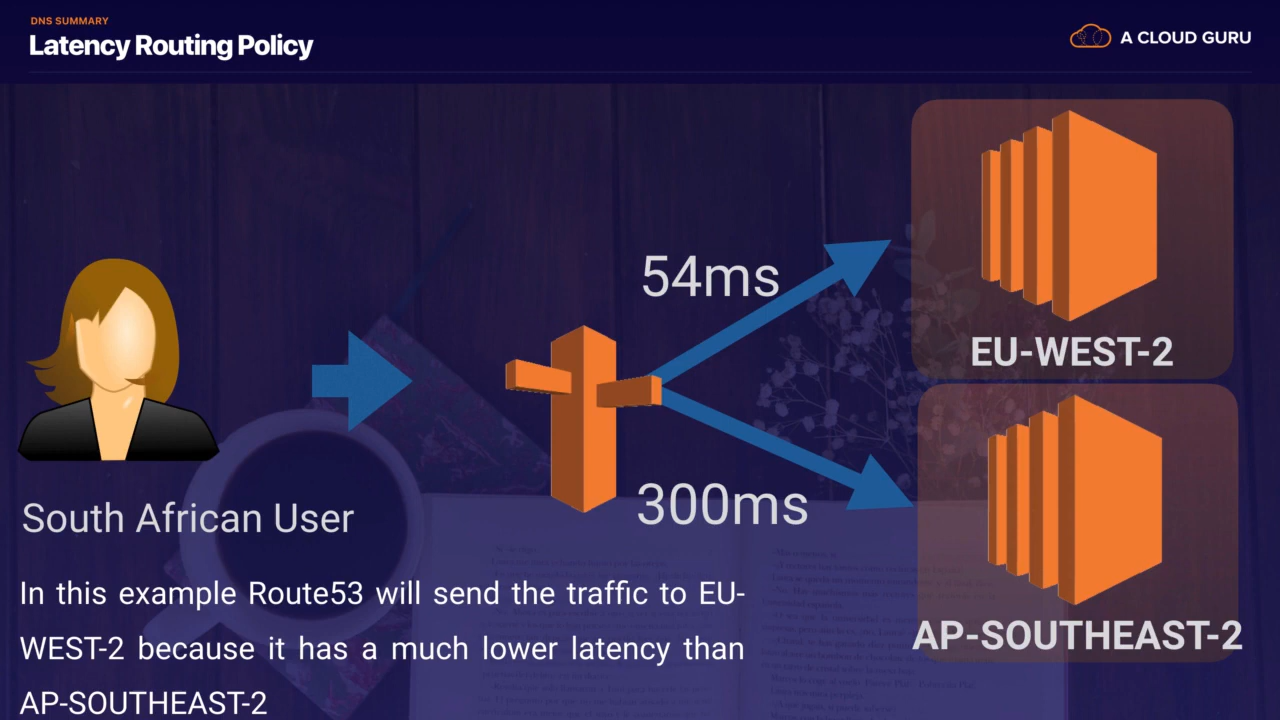 DNS SUMMARY
Latency Routing Policy
A CLOUD GURU
54ms
EU-WEST-2
300ms
AP-SOUTHEAST-2
South African User
In this example Route53 will send the traffic to EU-
WEST-2 because it has a much lower latency than
AP-SOUTHEAST-2